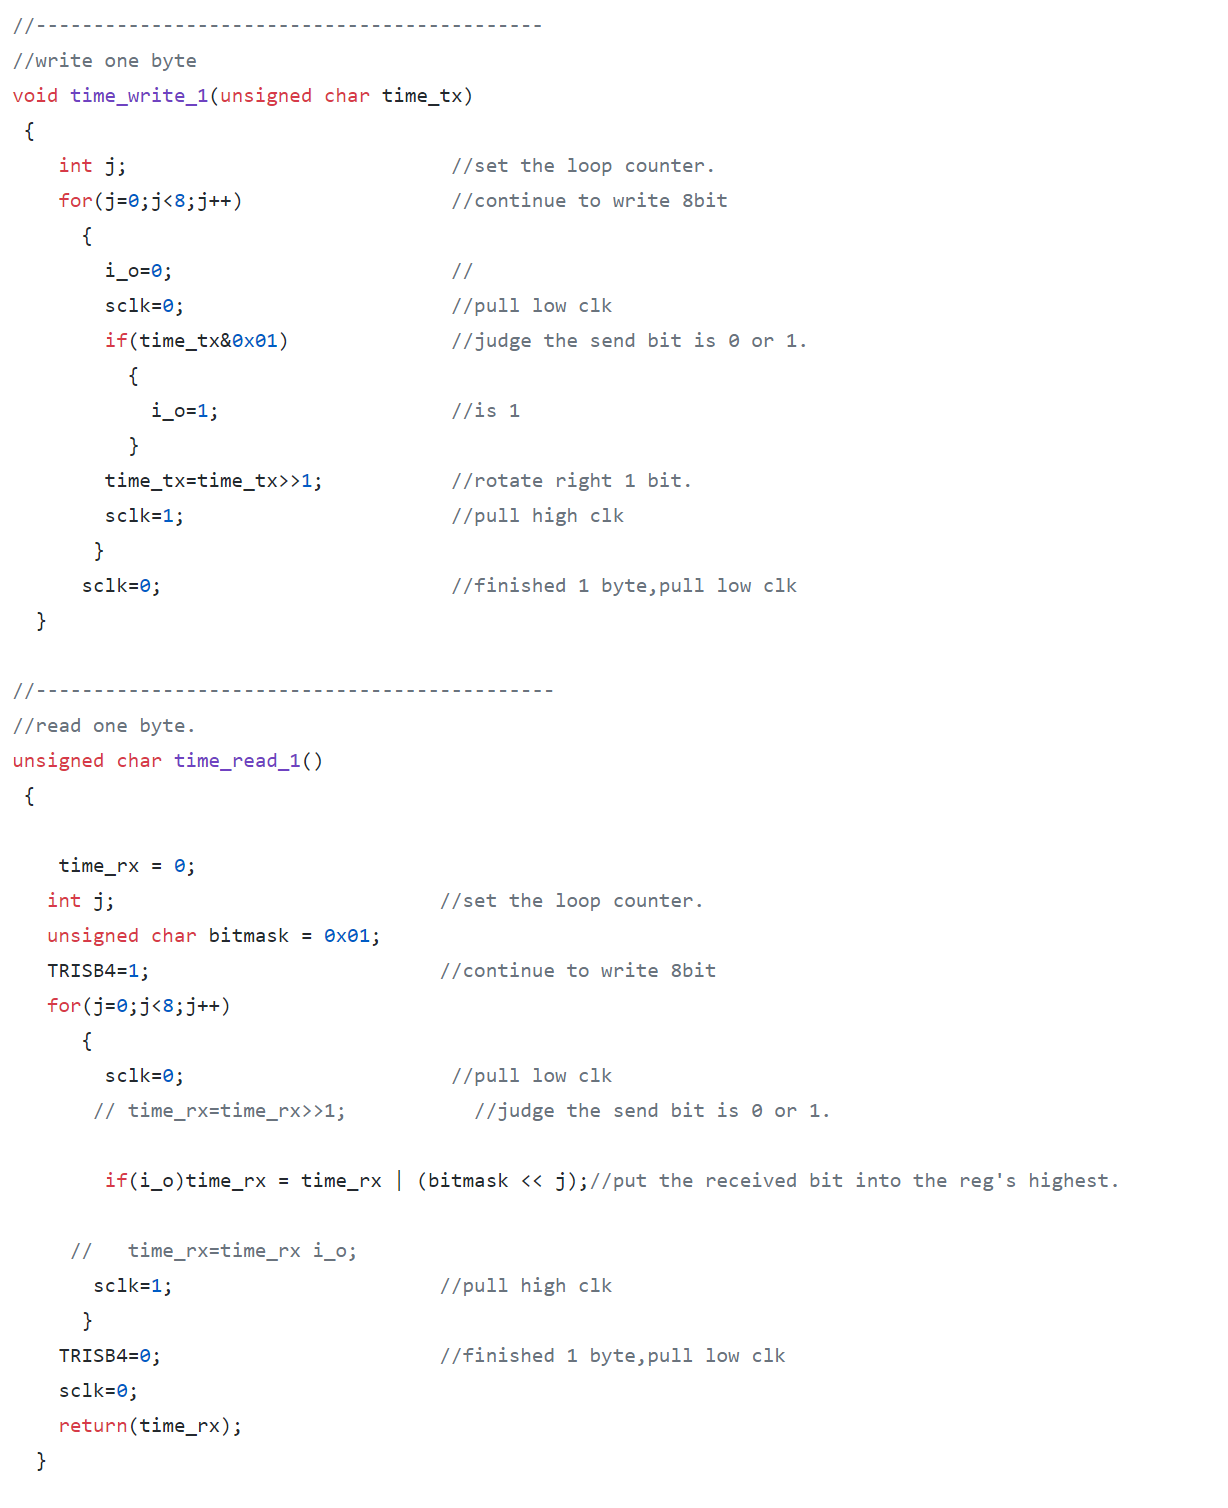 //--------------------------------------------
//write one byte
void time_write_1(unsigned char time_tx)
 {
    int j;                            //set the loop counter.
    for(j=0;j<8;j++)                  //continue to write 8bit
      {
        i_o=0;                        //
        sclk=0;                       //pull low clk
        if(time_tx&0x01)              //judge the send bit is 0 or 1.
          {
            i_o=1;                    //is 1
          }
        time_tx=time_tx>>1;           //rotate right 1 bit.
        sclk=1;                       //pull high clk
       }
      sclk=0;                         //finished 1 byte,pull low clk
  }

//---------------------------------------------
//read one byte.
unsigned char time_read_1()
 {

    time_rx = 0;
   int j;                            //set the loop counter.
   unsigned char bitmask = 0x01;
   TRISB4=1;                         //continue to write 8bit
   for(j=0;j<8;j++)
      {
        sclk=0;                       //pull low clk
       // time_rx=time_rx>>1;           //judge the send bit is 0 or 1.

        if(i_o)time_rx = time_rx | (bitmask << j);//put the received bit into the reg's highest.

     //   time_rx=time_rx i_o;
       sclk=1;                       //pull high clk
      }
    TRISB4=0;                        //finished 1 byte,pull low clk
    sclk=0;
    return(time_rx);
  }